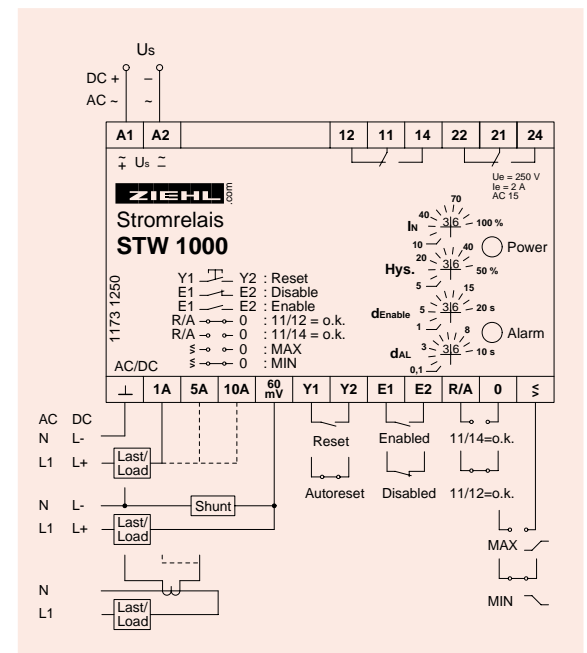 Us
DC + –
AC ~ ~
A1 A2 12 11 14 22 21 24
~ + Us ~ –
Ue = 250 V
Ie = 2 A
AC 15
ZIEHL .com
Stromrelais
STW 1000
IN 10 40 70 100 %
Power
Hys. 5 20 40 50 %
dEnable 1 5 15 20 s
Alarm
dAL 0,1 3 8 10 s
36 36 36 36
1173 1250
Y1 Y2 : Reset
E1 E2 : Disable
E1 E2 : Enable
R/A 0 : 11/12 = o.k.
R/A 0 : 11/14 = o.k.
≶ 0 : MAX
≶ 0 : MIN
AC/DC
⊥ 1A 5A 10A 60 mV Y1 Y2 E1 E2 R/A 0 ≶
AC DC
N L-
L1 L+ Last/
Load
Reset Enabled 11/14=o.k.
Autoreset Disabled 11/12=o.k.
N L- Shunt
L1 L+ Last/
Load
MAX
N
MIN
L1 Last/
Load